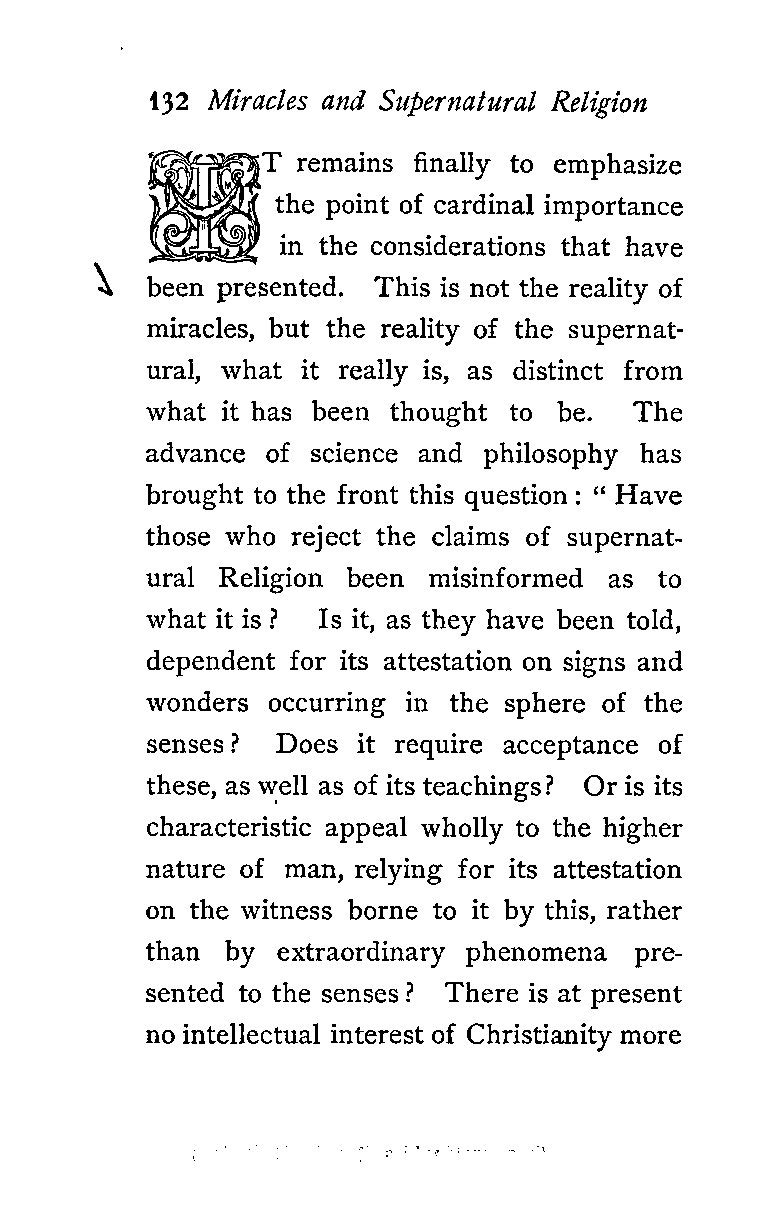 132 Miracles and Supernatural Religion
IT remains finally to emphasize
the point of cardinal importance
in the considerations that have
been presented. This is not the reality of
miracles, but the reality of the supernat-
ural, what it really is, as distinct from
what it has been thought to be. The
advance of science and philosophy has
brought to the front this question : “ Have
those who reject the claims of supernat-
ural Religion been misinformed as to
what it is ? Is it, as they have been told,
dependent for its attestation on signs and
wonders occurring in the sphere of the
senses ? Does it require acceptance of
these, as well as of its teachings ? Or is its
characteristic appeal wholly to the higher
nature of man, relying for its attestation
on the witness borne to it by this, rather
than by extraordinary phenomena pre-
sented to the senses ? There is at present
no intellectual interest of Christianity more